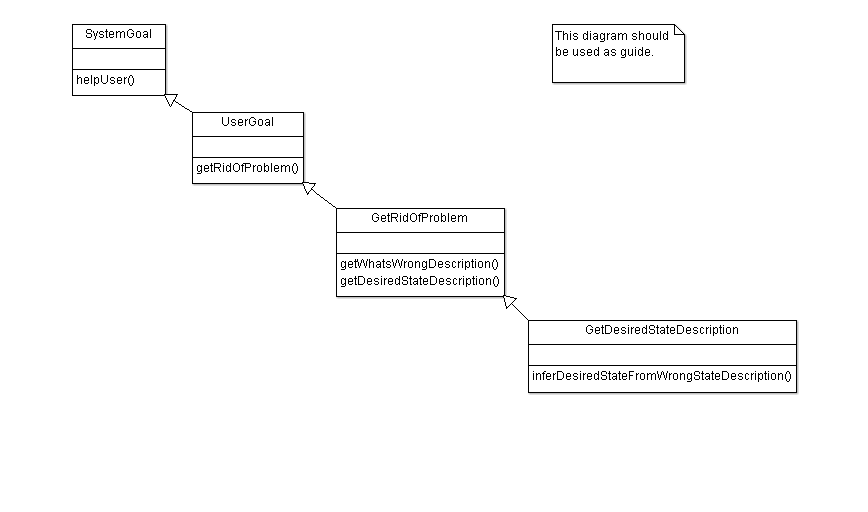 SystemGoal
helpUser()
This diagram should
be used as guide.
UserGoal
getRidOfProblem()
GetRidOfProblem
getWhatsWrongDescription()
getDesiredStateDescription()
GetDesiredStateDescription
inferDesiredStateFromWrongStateDescription()